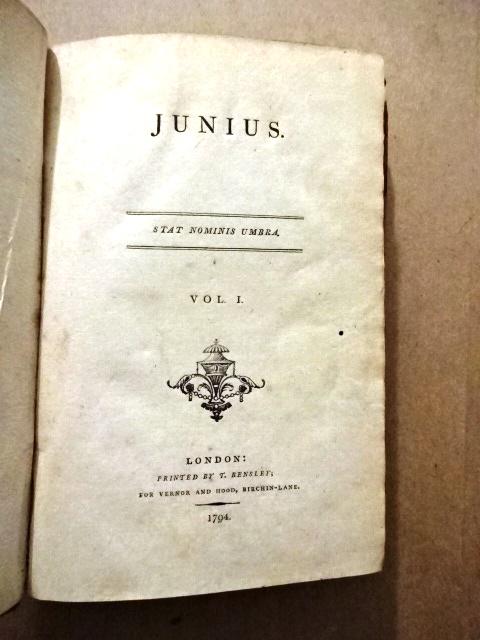 JUNIUS.
STAT NOMINIS UMBRA.
VOL. I.
LONDON:
PRINTED BY T. BENSLEY;
FOR VERNOR AND HOOD, BIRCHIN-LANE.
1794.